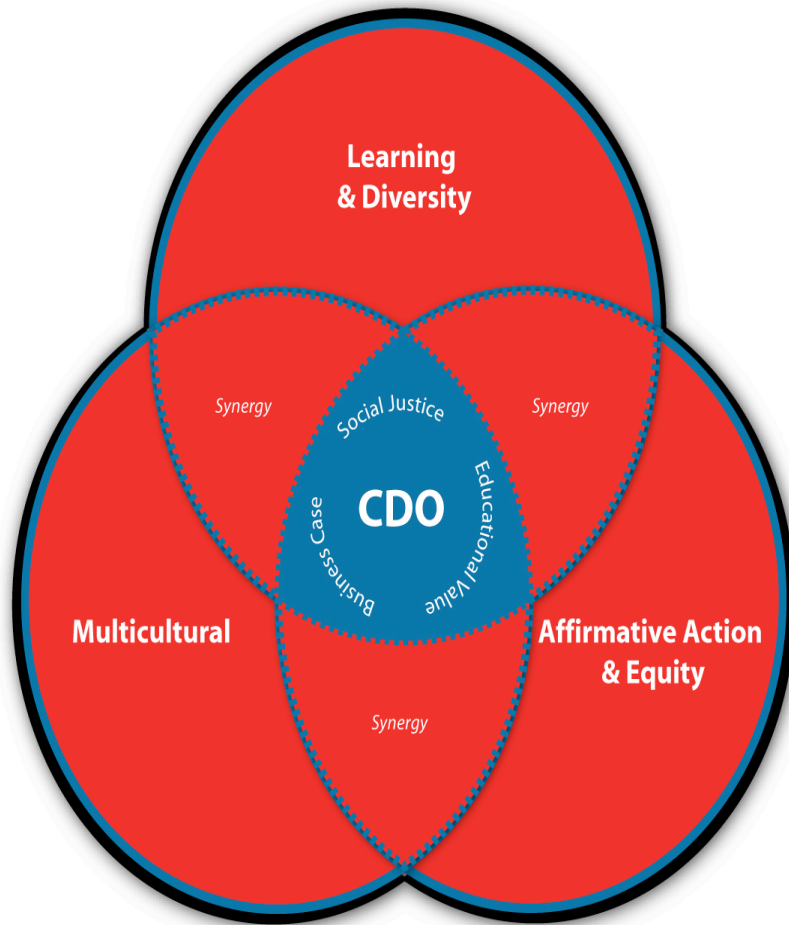 Learning
& Diversity
Synergy
Synergy
Social Justice
CDO
Educational Value
Business Case
Multicultural
Affirmative Action
& Equity
Synergy